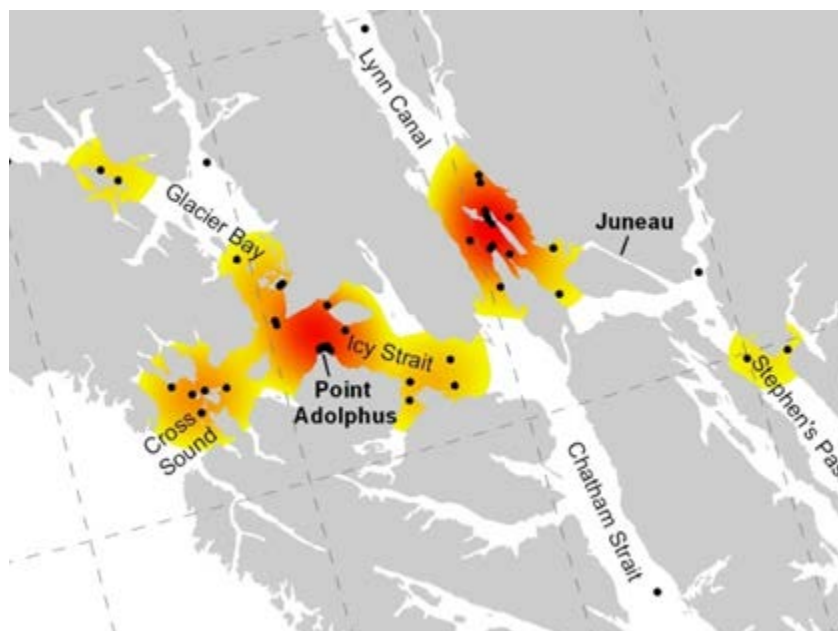 Lynn Canal
Juneau
Glacier Bay
Icy Strait
Point
Adolphus
Cross
Sound
Stephen's Pas
Chatham Strait